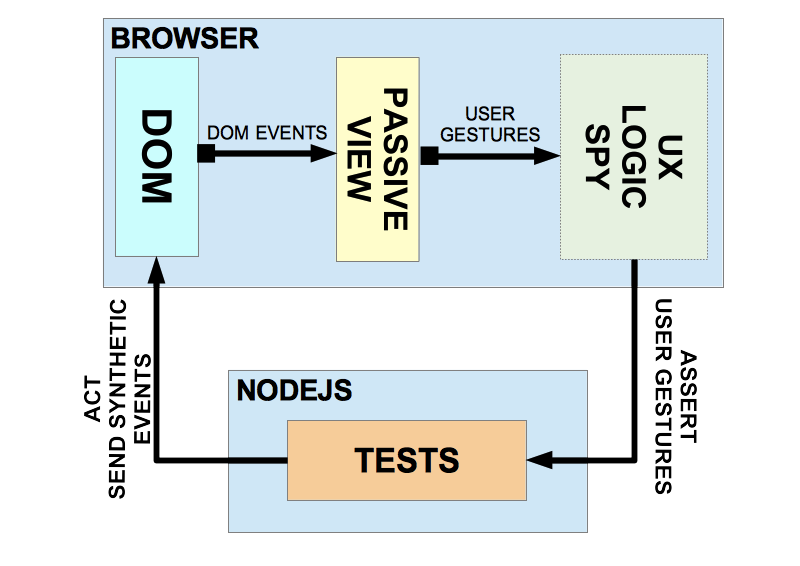 BROWSER
DOM
DOM EVENTS
PASSIVE
VIEW
USER
GESTURES
UX
LOGIC
SPY
ACT
SEND SYNTHETIC
EVENTS
NODEJS
TESTS
ASSERT
USER GESTURES